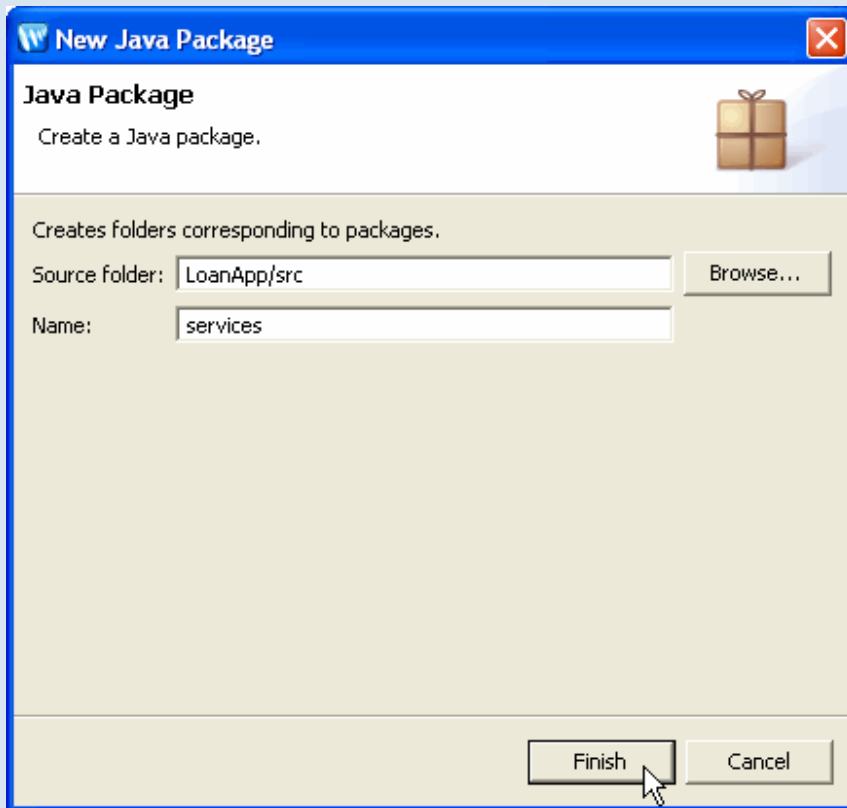 New Java Package
Java Package
Create a Java package.
Creates folders corresponding to packages.
Source folder: LoanApp/src Browse...
Name: services
Finish Cancel